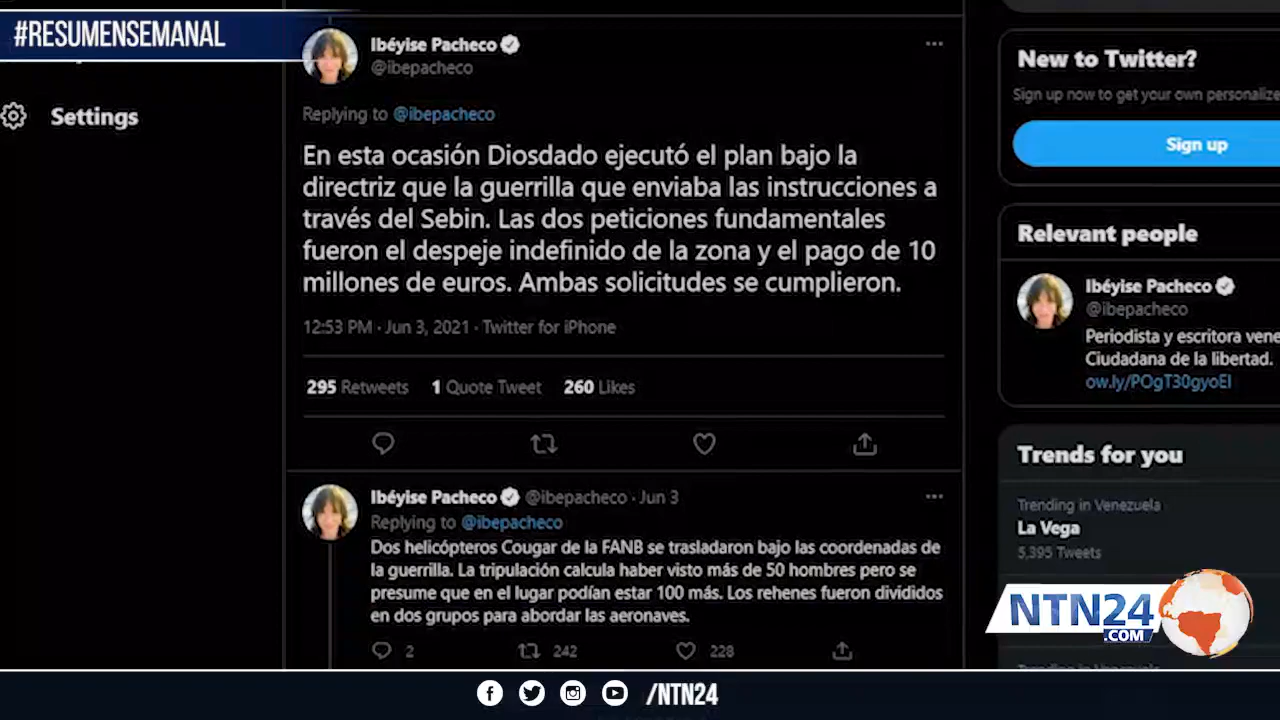 #RESUMENSEMANAL
Settings
Ibéyise Pacheco
@ibepacheco
Replying to @ibepacheco
En esta ocasión Diosdado ejecutó el plan bajo la
directriz que la guerrilla que enviaba las instrucciones a
través del Sebin. Las dos peticiones fundamentales
fueron el despeje indefinido de la zona y el pago de 10
millones de euros. Ambas solicitudes se cumplieron.
12:53 PM · Jun 3, 2021 · Twitter for iPhone
295 Retweets 1 Quote Tweet 260 Likes
Ibéyise Pacheco @ibepacheco · Jun 3
Replying to @ibepacheco
Dos helicópteros Cougar de la FANB se trasladaron bajo las coordenadas de
la guerrilla. La tripulación calcula haber visto más de 50 hombres pero se
presume que en el lugar podían estar 100 más. Los rehenes fueron divididos
en dos grupos para abordar las aeronaves.
2 242 228
New to Twitter?
Sign up now to get your own personalize
Sign up
Relevant people
Ibéyise Pacheco
@ibepacheco
Periodista y escritora vene
Ciudadana de la libertad.
ow.ly/POgT30gyoEI
Trends for you
Trending in Venezuela
La Vega
5,395 Tweets
NTN24
.COM
Trending in Venezuela
/NTN24